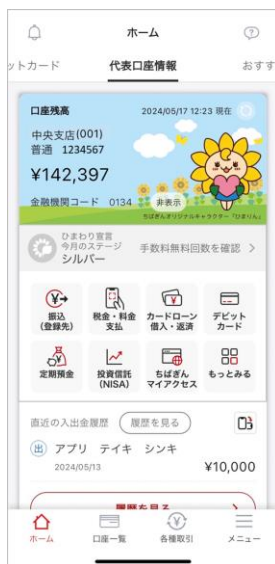 ホーム
ットカード
代表口座情報
おすす
口座残高
2024/05/17 12:23 現在
中央支店(001)
普通 1234567
¥142,397
金融機関コード 0134
非表示
ちばぎんオリジナルキャラクター「ひまりん」
ひまわり宣言
今月のステージ
シルバー
手数料無料回数を確認
振込
(登録先)
税金・料金
支払
カードローン
借入・返済
デビット
カード
定期預金
投資信託
(NISA)
ちばぎん
マイアクセス
もっとみる
直近の入出金履歴
履歴を見る
出 アプリ テイキ シンキ
2024/05/13
¥10,000
履歴を見る
ホーム
口座一覧
各種取引
メニュー